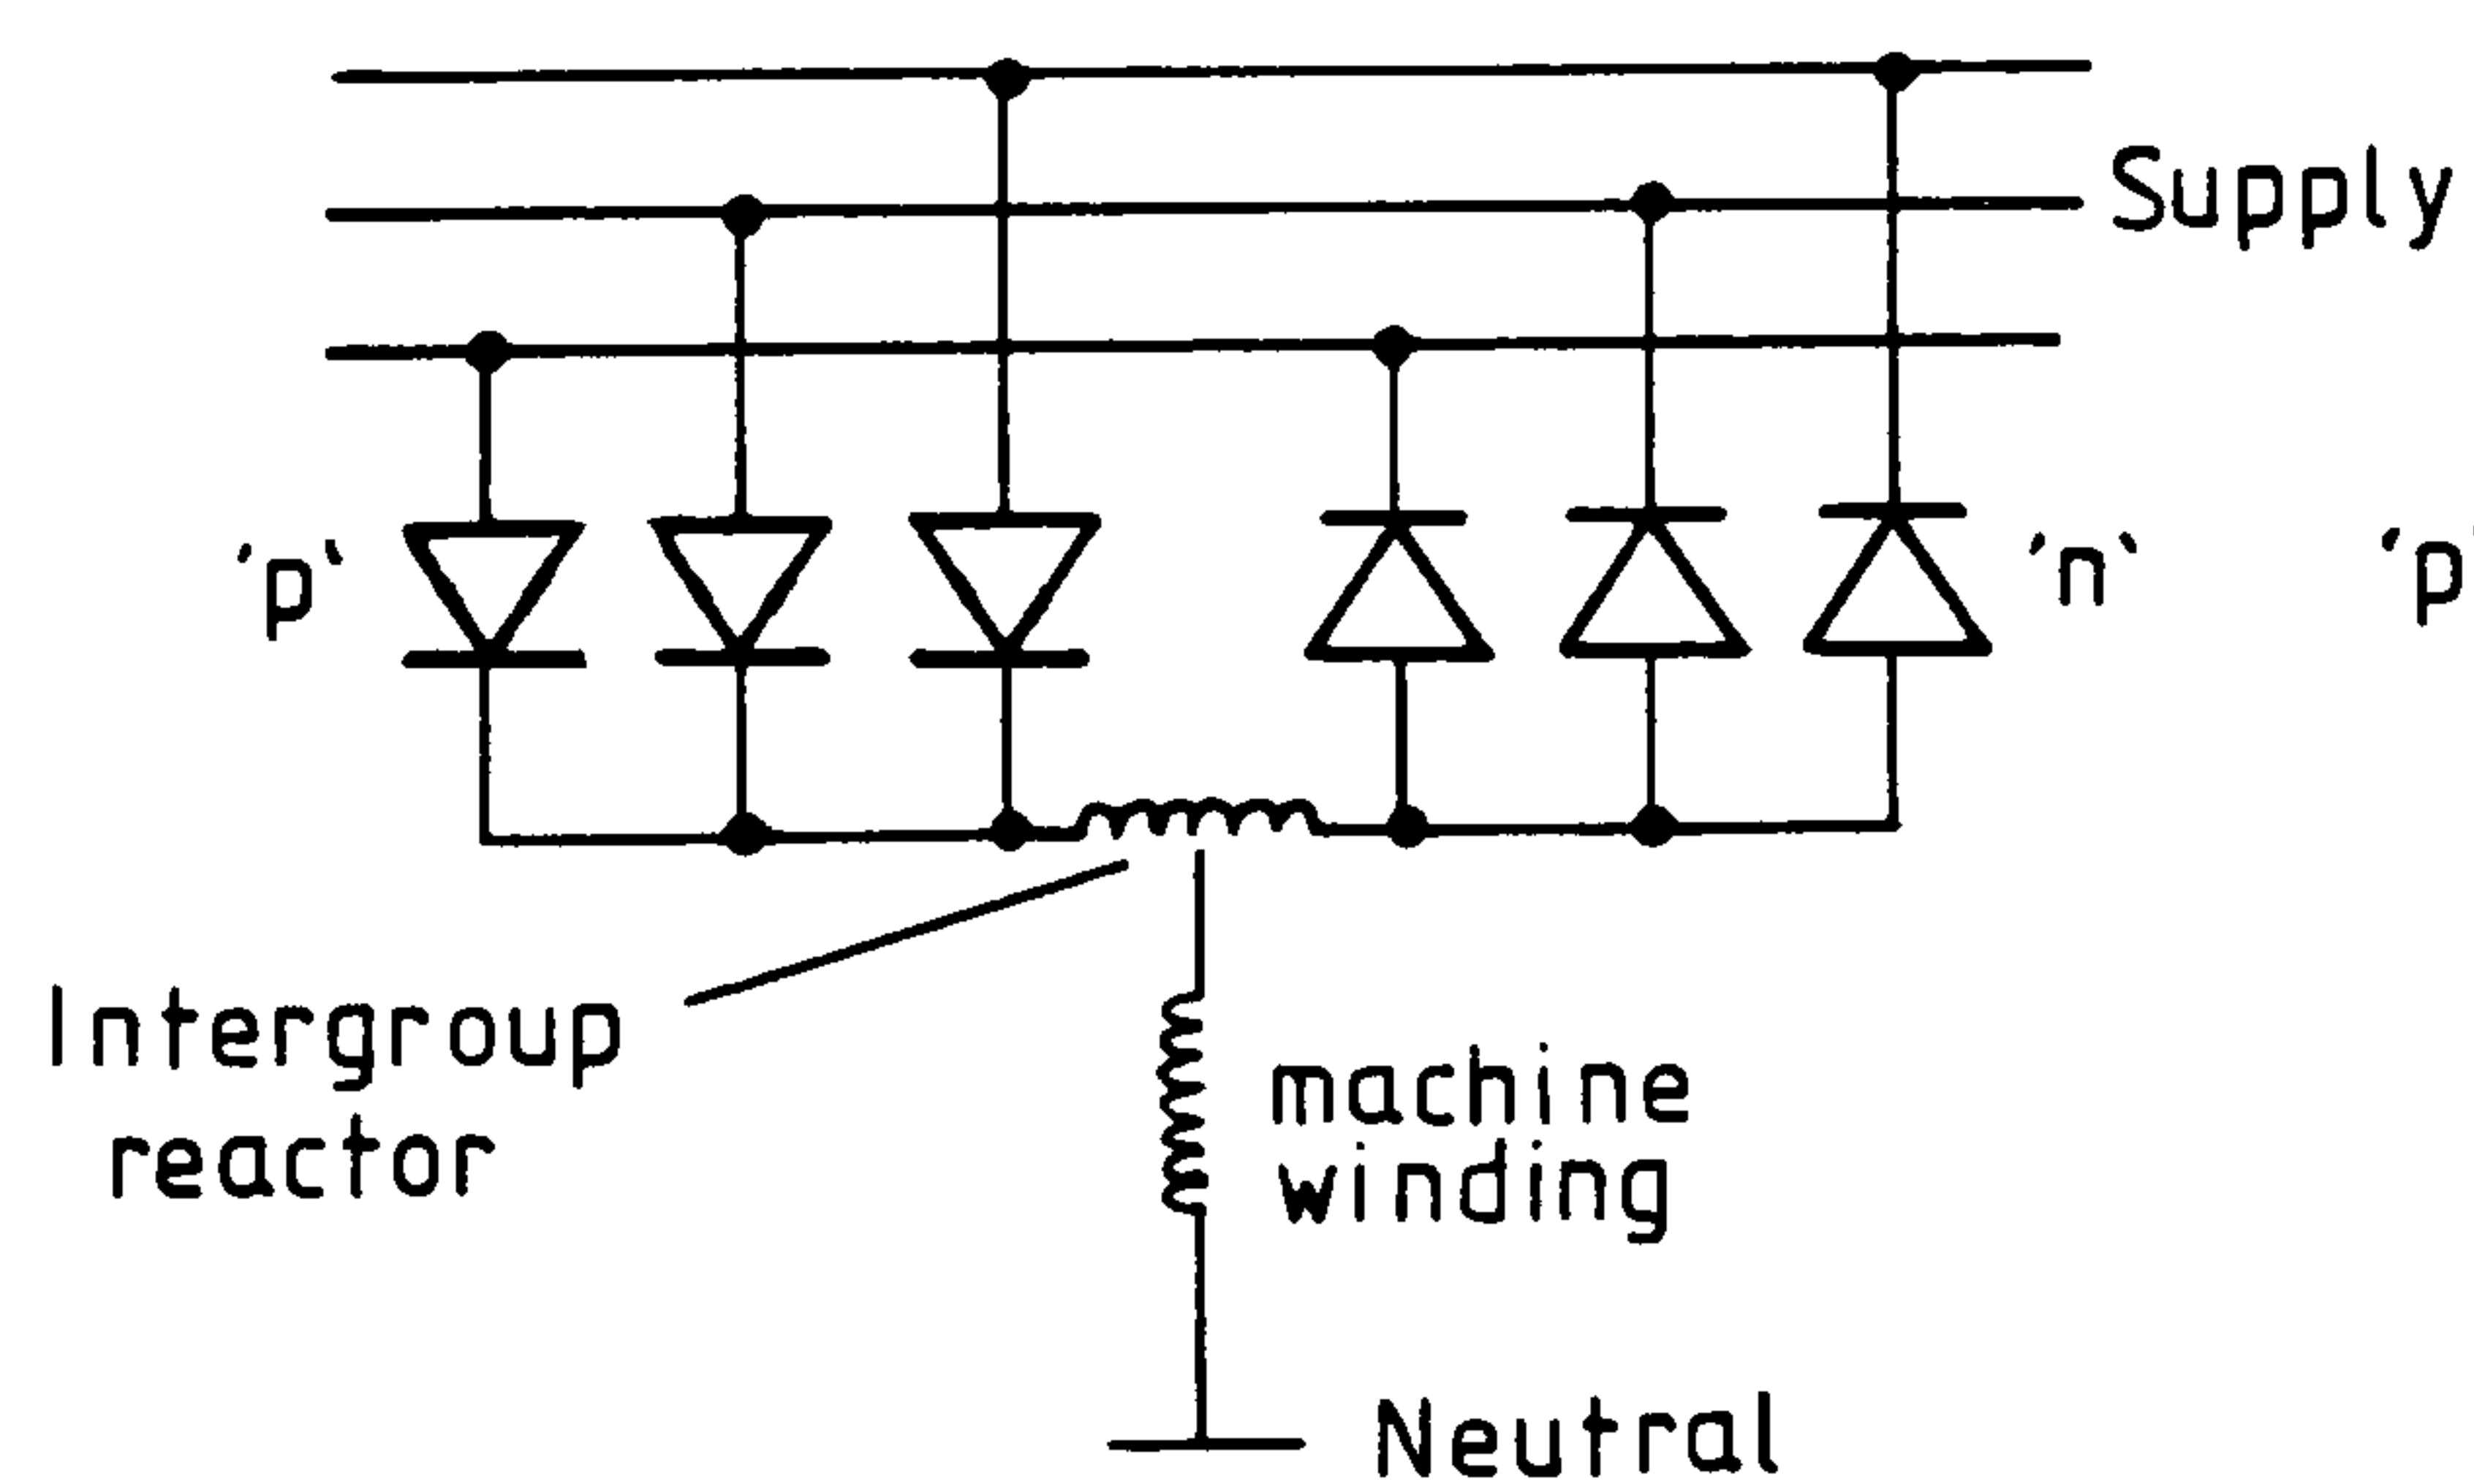 Supply
'p' 'n' 'p'
Intergroup
reactor
machine
winding
Neutral